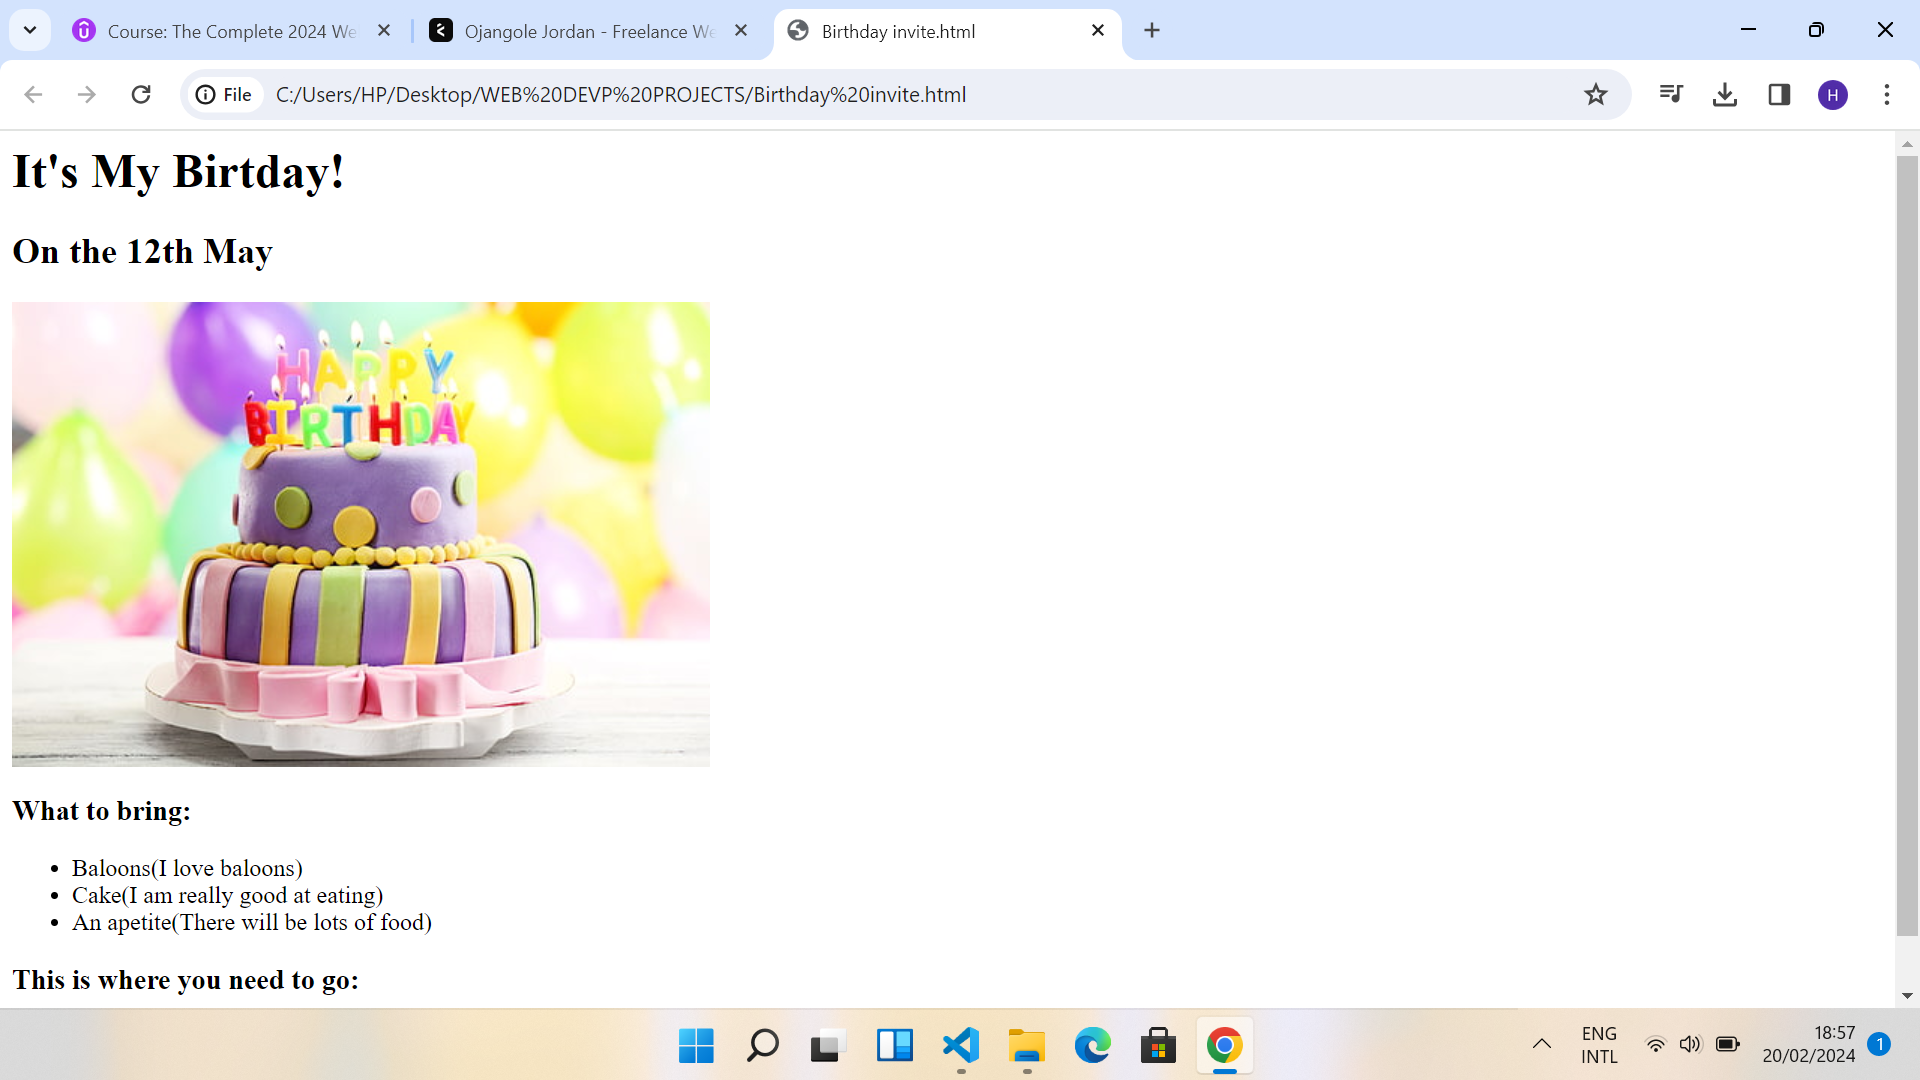 Course: The Complete 2024 We
Ojangole Jordan - Freelance We
Birthday invite.html
File
C:/Users/HP/Desktop/WEB%20DEVP%20PROJECTS/Birthday%20invite.html
H
It's My Birtday!
On the 12th May
HAPPY
BIRTHDAY
What to bring:
Baloons(I love baloons)
Cake(I am really good at eating)
An apetite(There will be lots of food)
This is where you need to go:
ENG
INTL
18:57
20/02/2024
1